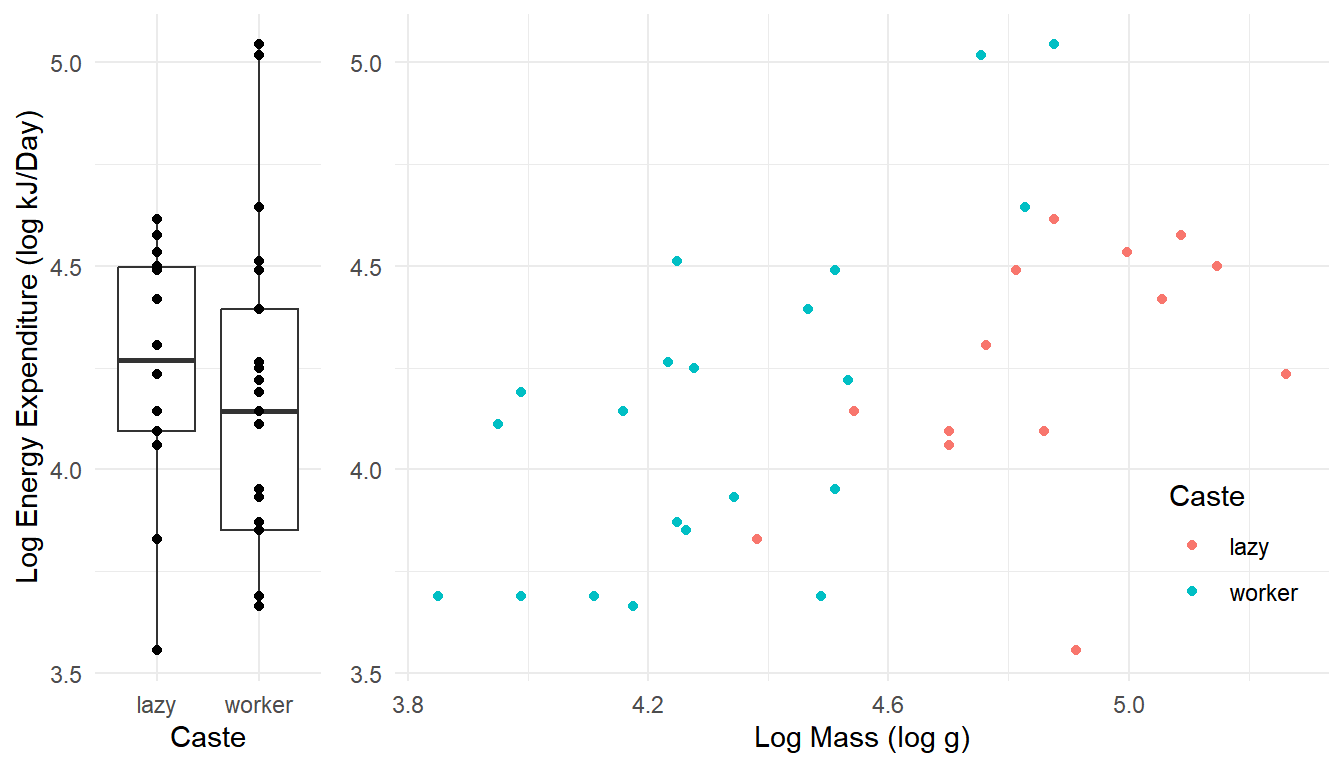 Log Energy Expenditure (log kJ/Day)
5.0
4.5
4.0
3.5
lazy worker
Caste
5.0
4.5
4.0
3.5
3.8 4.2 4.6 5.0
Log Mass (log g)
Caste
lazy
worker